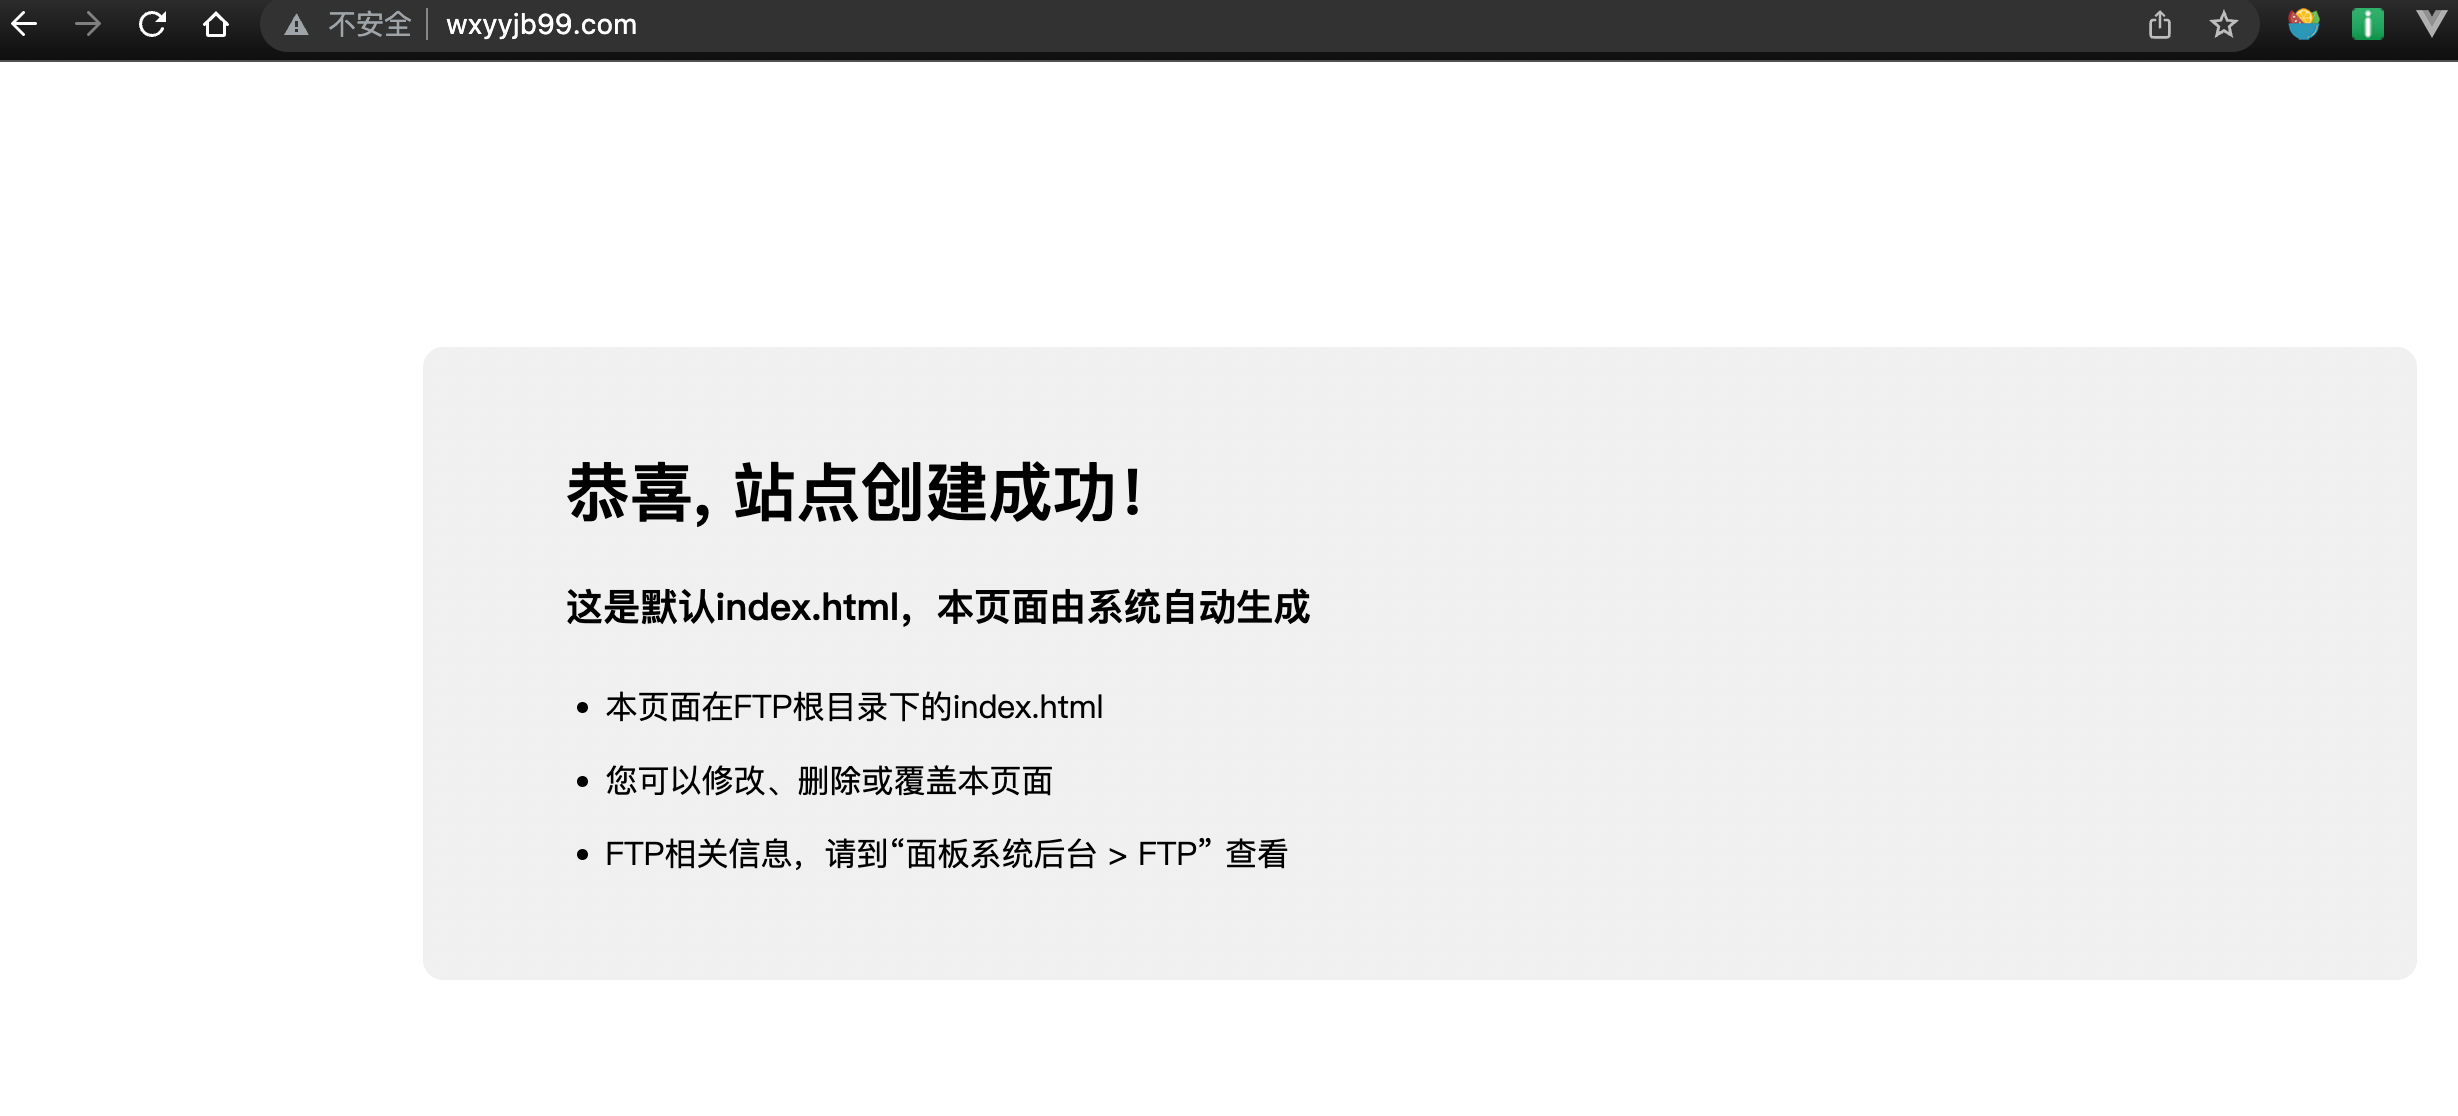 不安全 wxyyjb99.com
恭喜, 站点创建成功！
这是默认index.html，本页面由系统自动生成
本页面在FTP根目录下的index.html
您可以修改、删除或覆盖本页面
FTP相关信息，请到“面板系统后台 > FTP” 查看